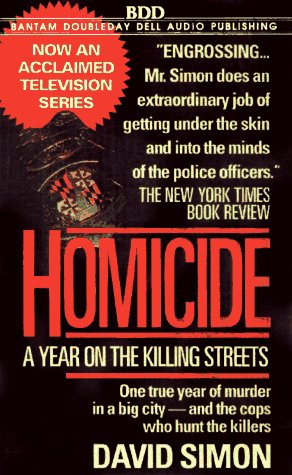 BDD
BANTAM DOUBLEDAY DELL AUDIO PUBLISHING
NOW AN
ACCLAIMED
TELEVISION
SERIES
"ENGROSSING...
Mr. Simon does an
extraordinary job of
getting under the skin
and into the minds
of the police officers."
THE NEW YORK TIMES
BOOK REVIEW
HOMICIDE
A YEAR ON THE KILLING STREETS
One true year of murder
in a big city — and the cops
who hunt the killers
DAVID SIMON